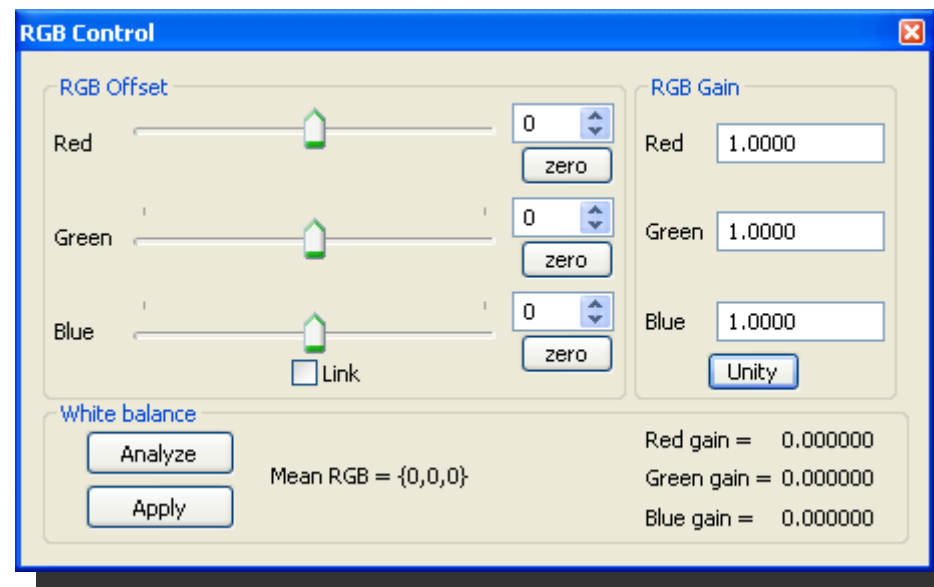 RGB Control
RGB Offset
Red
0
zero
Green
0
zero
Blue
0
zero
Link
RGB Gain
Red 1.0000
Green 1.0000
Blue 1.0000
Unity
White balance
Analyze
Apply
Mean RGB = {0,0,0}
Red gain = 0.000000
Green gain = 0.000000
Blue gain = 0.000000